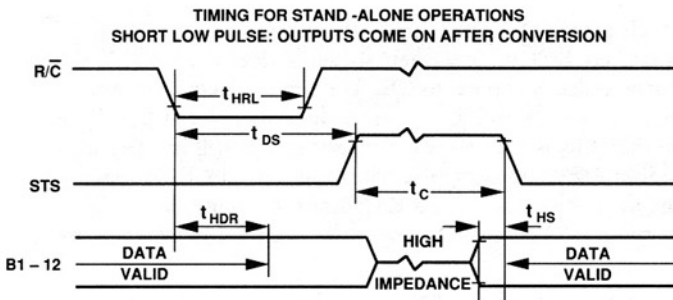 TIMING FOR STAND -ALONE OPERATIONS
SHORT LOW PULSE: OUTPUTS COME ON AFTER CONVERSION
R/C̅
tHRL
tDS
STS
tC
tHDR
tHS
B1 – 12
DATA
VALID
HIGH
IMPEDANCE
DATA
VALID